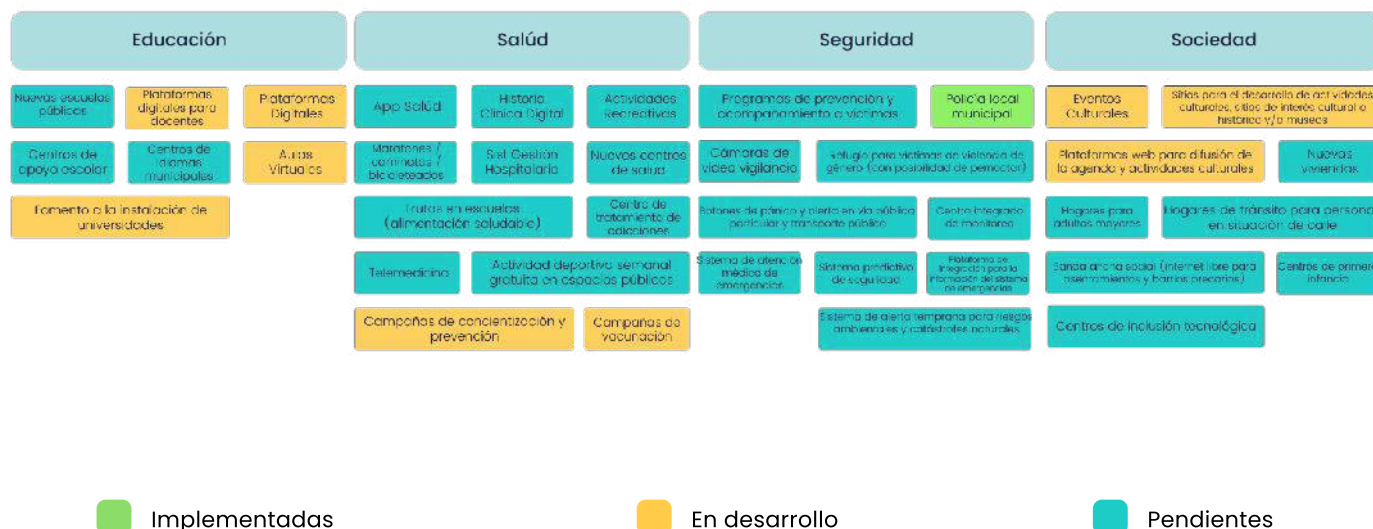 Educación
Salúd
Seguridad
Sociedad
Nuevas escuelas
públicas
Plataformas
digitales para
docentes
Plataformas
Digitales
App Salúd
Historia
Clínica Digital
Actividades
Recreativas
Programas de prevención y
acompañamiento a víctimas
Policía local
municipal
Eventos
Culturales
Sitios para el desarollo de actividades
culturales, sitios de interés cultural o
histórico y/o museos
Centros de
apoyo escolar
Centros de
idiomas
municipales
Aulas
Virtuales
Maratones /
caminatas /
bicicleteadas
Sist Gestión
Hospitalaria
Nuevos centros
de salud
Cámaras de
video vigilancia
Refugio para víctimas de violencia de
género (con posibilidad de pernoctar)
Plataformas web para difusión de
la agenda y actividades culturales
Nuevas
viviendas
Fomento a la instalación de
universidades
Frutas en escuelas
(alimentación saludable)
Centro de
tratamiento de
adicciones
Botones de pánico y alerta en vía pública
particular y transporte público
Centro integrado
de monitoreo
Hogares para
adultos mayores
Hogares de tránsito para persona
en situación de calle
Telemedicina
Actividad deportiva semanal
gratuita en espacios públicos
Sistema de atención
médica de
emergencias
Sistema predictivo
de seguridad
Plataforma de
integración para la
información del sistema
de emergencias
Banda ancha social (internet libre para
asentamientos y barrios precarios)
Centros de primera
infancia
Campañas de concientización y
prevención
Campañas de
vacunación
Sistema de alerta temprana para riesgos
ambientales y catástrofes naturales
Centros de inclusión tecnológica
Implementadas
En desarrollo
Pendientes